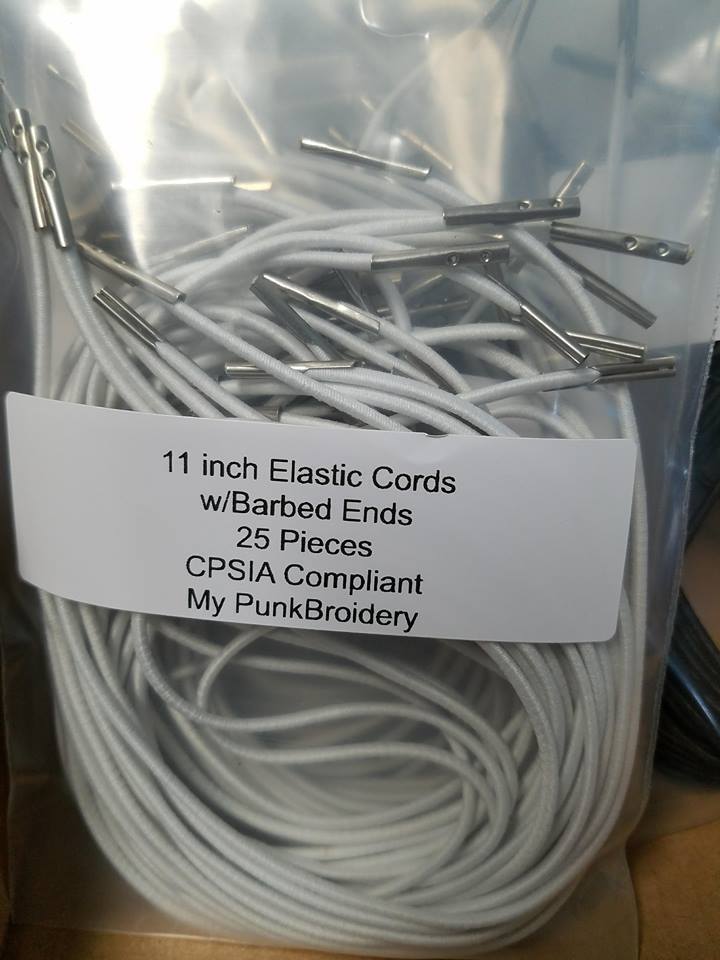 11 inch Elastic Cords
w/Barbed Ends
25 Pieces
CPSIA Compliant
My PunkBroidery